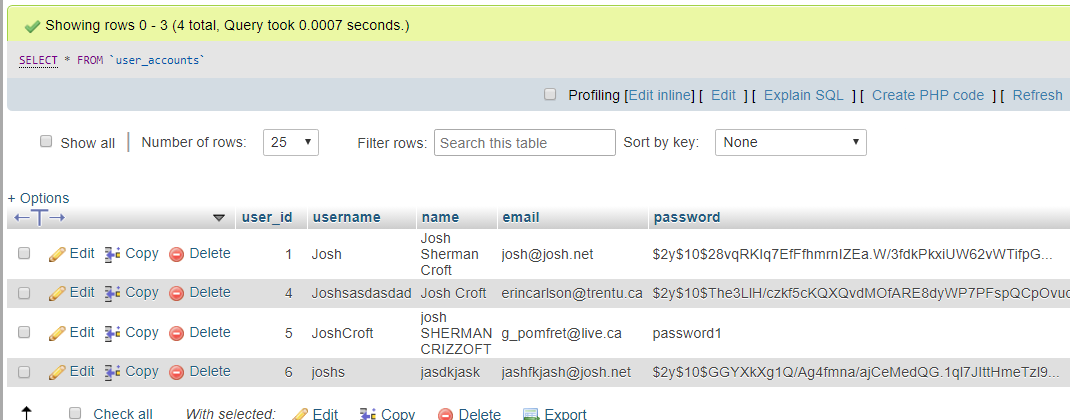 Showing rows 0 - 3 (4 total, Query took 0.0007 seconds.)
SELECT * FROM `user_accounts`
Profiling [Edit inline] [ Edit ] [ Explain SQL ] [ Create PHP code ] [ Refresh
Show all | Number of rows: 25 Filter rows: Search this table Sort by key: None
+ Options
←T→ user_id username name email password
Edit Copy Delete 1 Josh Josh Sherman Croft josh@josh.net $2y$10$28vqRKlq7EfFfhmrnIZEa.W/3fdkPkxiUW62vWTifpG...
Edit Copy Delete 4 Joshsasdasdad Josh Croft erincarlson@trentu.ca $2y$10$The3LlH/czkf5cKQXQvdMOfARE8dyWP7PFspQCpOvuc
Edit Copy Delete 5 JoshCroft josh SHERMAN CRIZZOFT g_pomfret@live.ca password1
Edit Copy Delete 6 joshs jasdkjask jashfkjash@josh.net $2y$10$GGYXkXg1Q/Ag4fmna/ajCeMedQG.1ql7JIttHmeTzl9...
Check all With selected: Edit Copy Delete Export